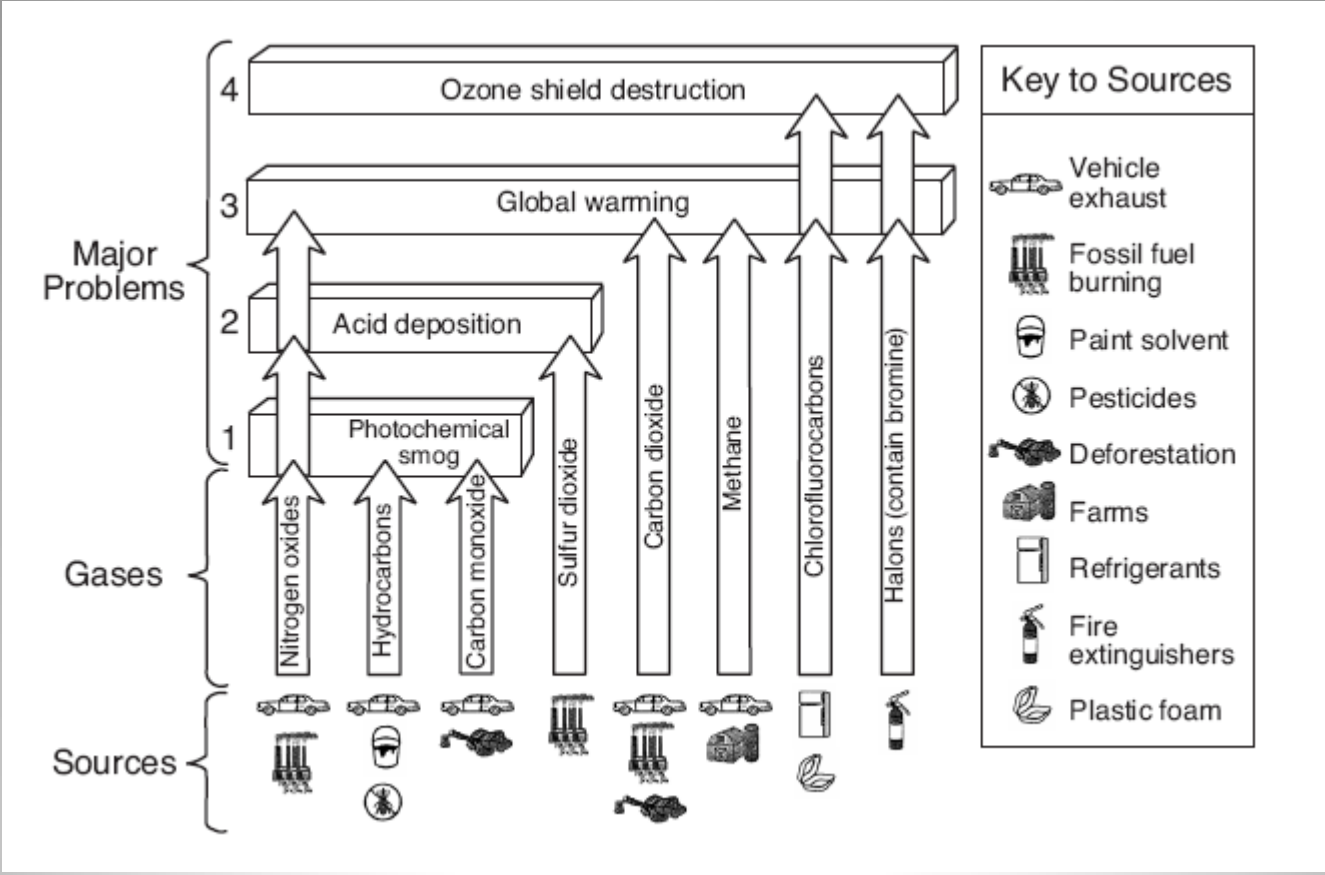 4
Ozone shield destruction
3
Global warming
Major
Problems
2
Acid deposition
1
Photochemical
smog
Gases
Nitrogen oxides
Hydrocarbons
Carbon monoxide
Sulfur dioxide
Carbon dioxide
Methane
Chlorofluorocarbons
Halons (contain bromine)
Sources
Key to Sources
Vehicle
exhaust
Fossil fuel
burning
Paint solvent
Pesticides
Deforestation
Farms
Refrigerants
Fire
extinguishers
Plastic foam